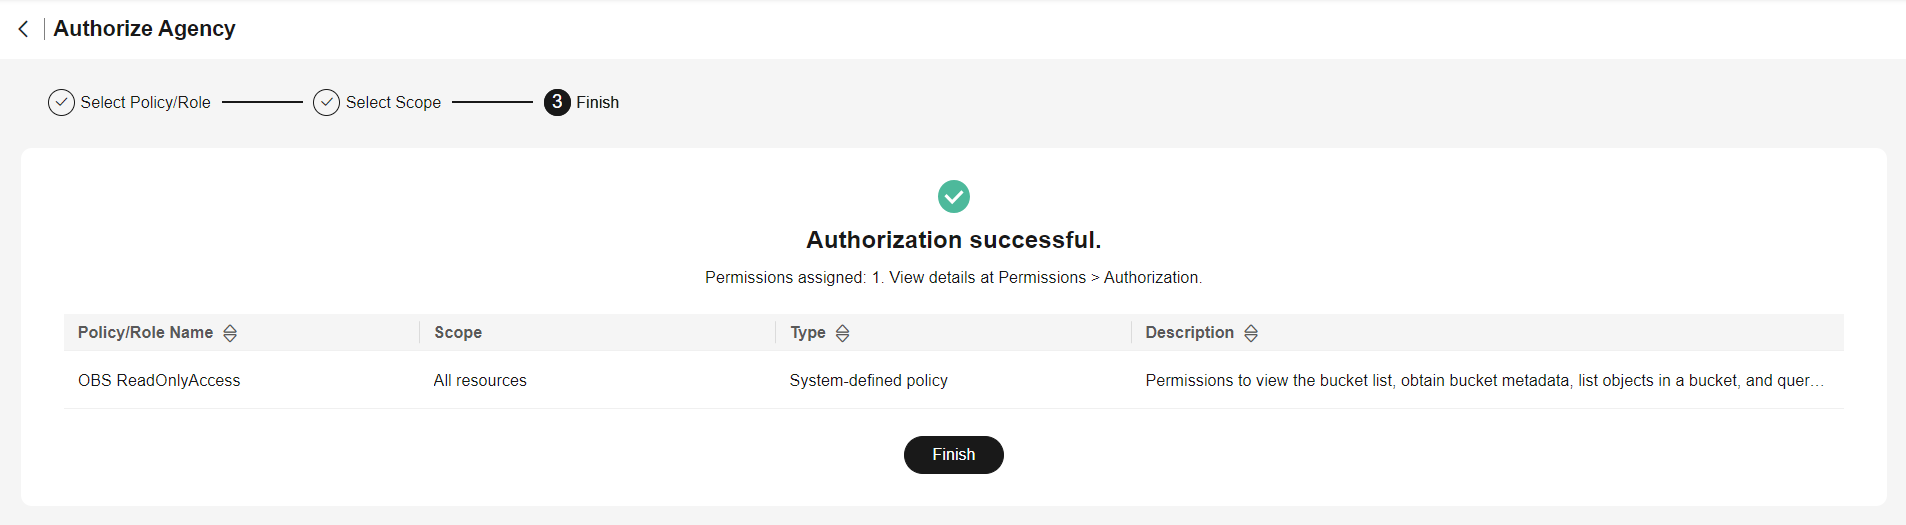 Authorize Agency
Select Policy/Role
Select Scope
3 Finish
Authorization successful.
Permissions assigned: 1. View details at Permissions > Authorization.
Policy/Role Name Scope Type Description
OBS ReadOnlyAccess All resources System-defined policy Permissions to view the bucket list, obtain bucket metadata, list objects in a bucket, and quer...
Finish